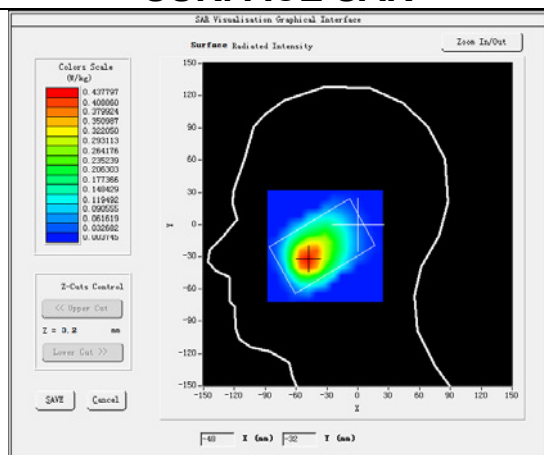 SURFACE SAR
SAR Visualisation Graphical Interface
Surface Radiated Intensity
Zoom In/Out
Colors Scale
(W/kg)
0.437797
0.408860
0.379924
0.350987
0.322050
0.293113
0.264176
0.235239
0.206303
0.177366
0.148429
0.119492
0.090555
0.061619
0.032682
0.003745
150
120
90
60
30
0
-30
-60
-90
-120
-150
Y
-150 -120 -90 -60 -30 0 30 60 90 120 150
X
Z-Cuts Control
<< Upper Cut
Z = 0.2 mm
Lower Cut >>
SAVE Cancel
-48 X (mm) -32 Y (mm)